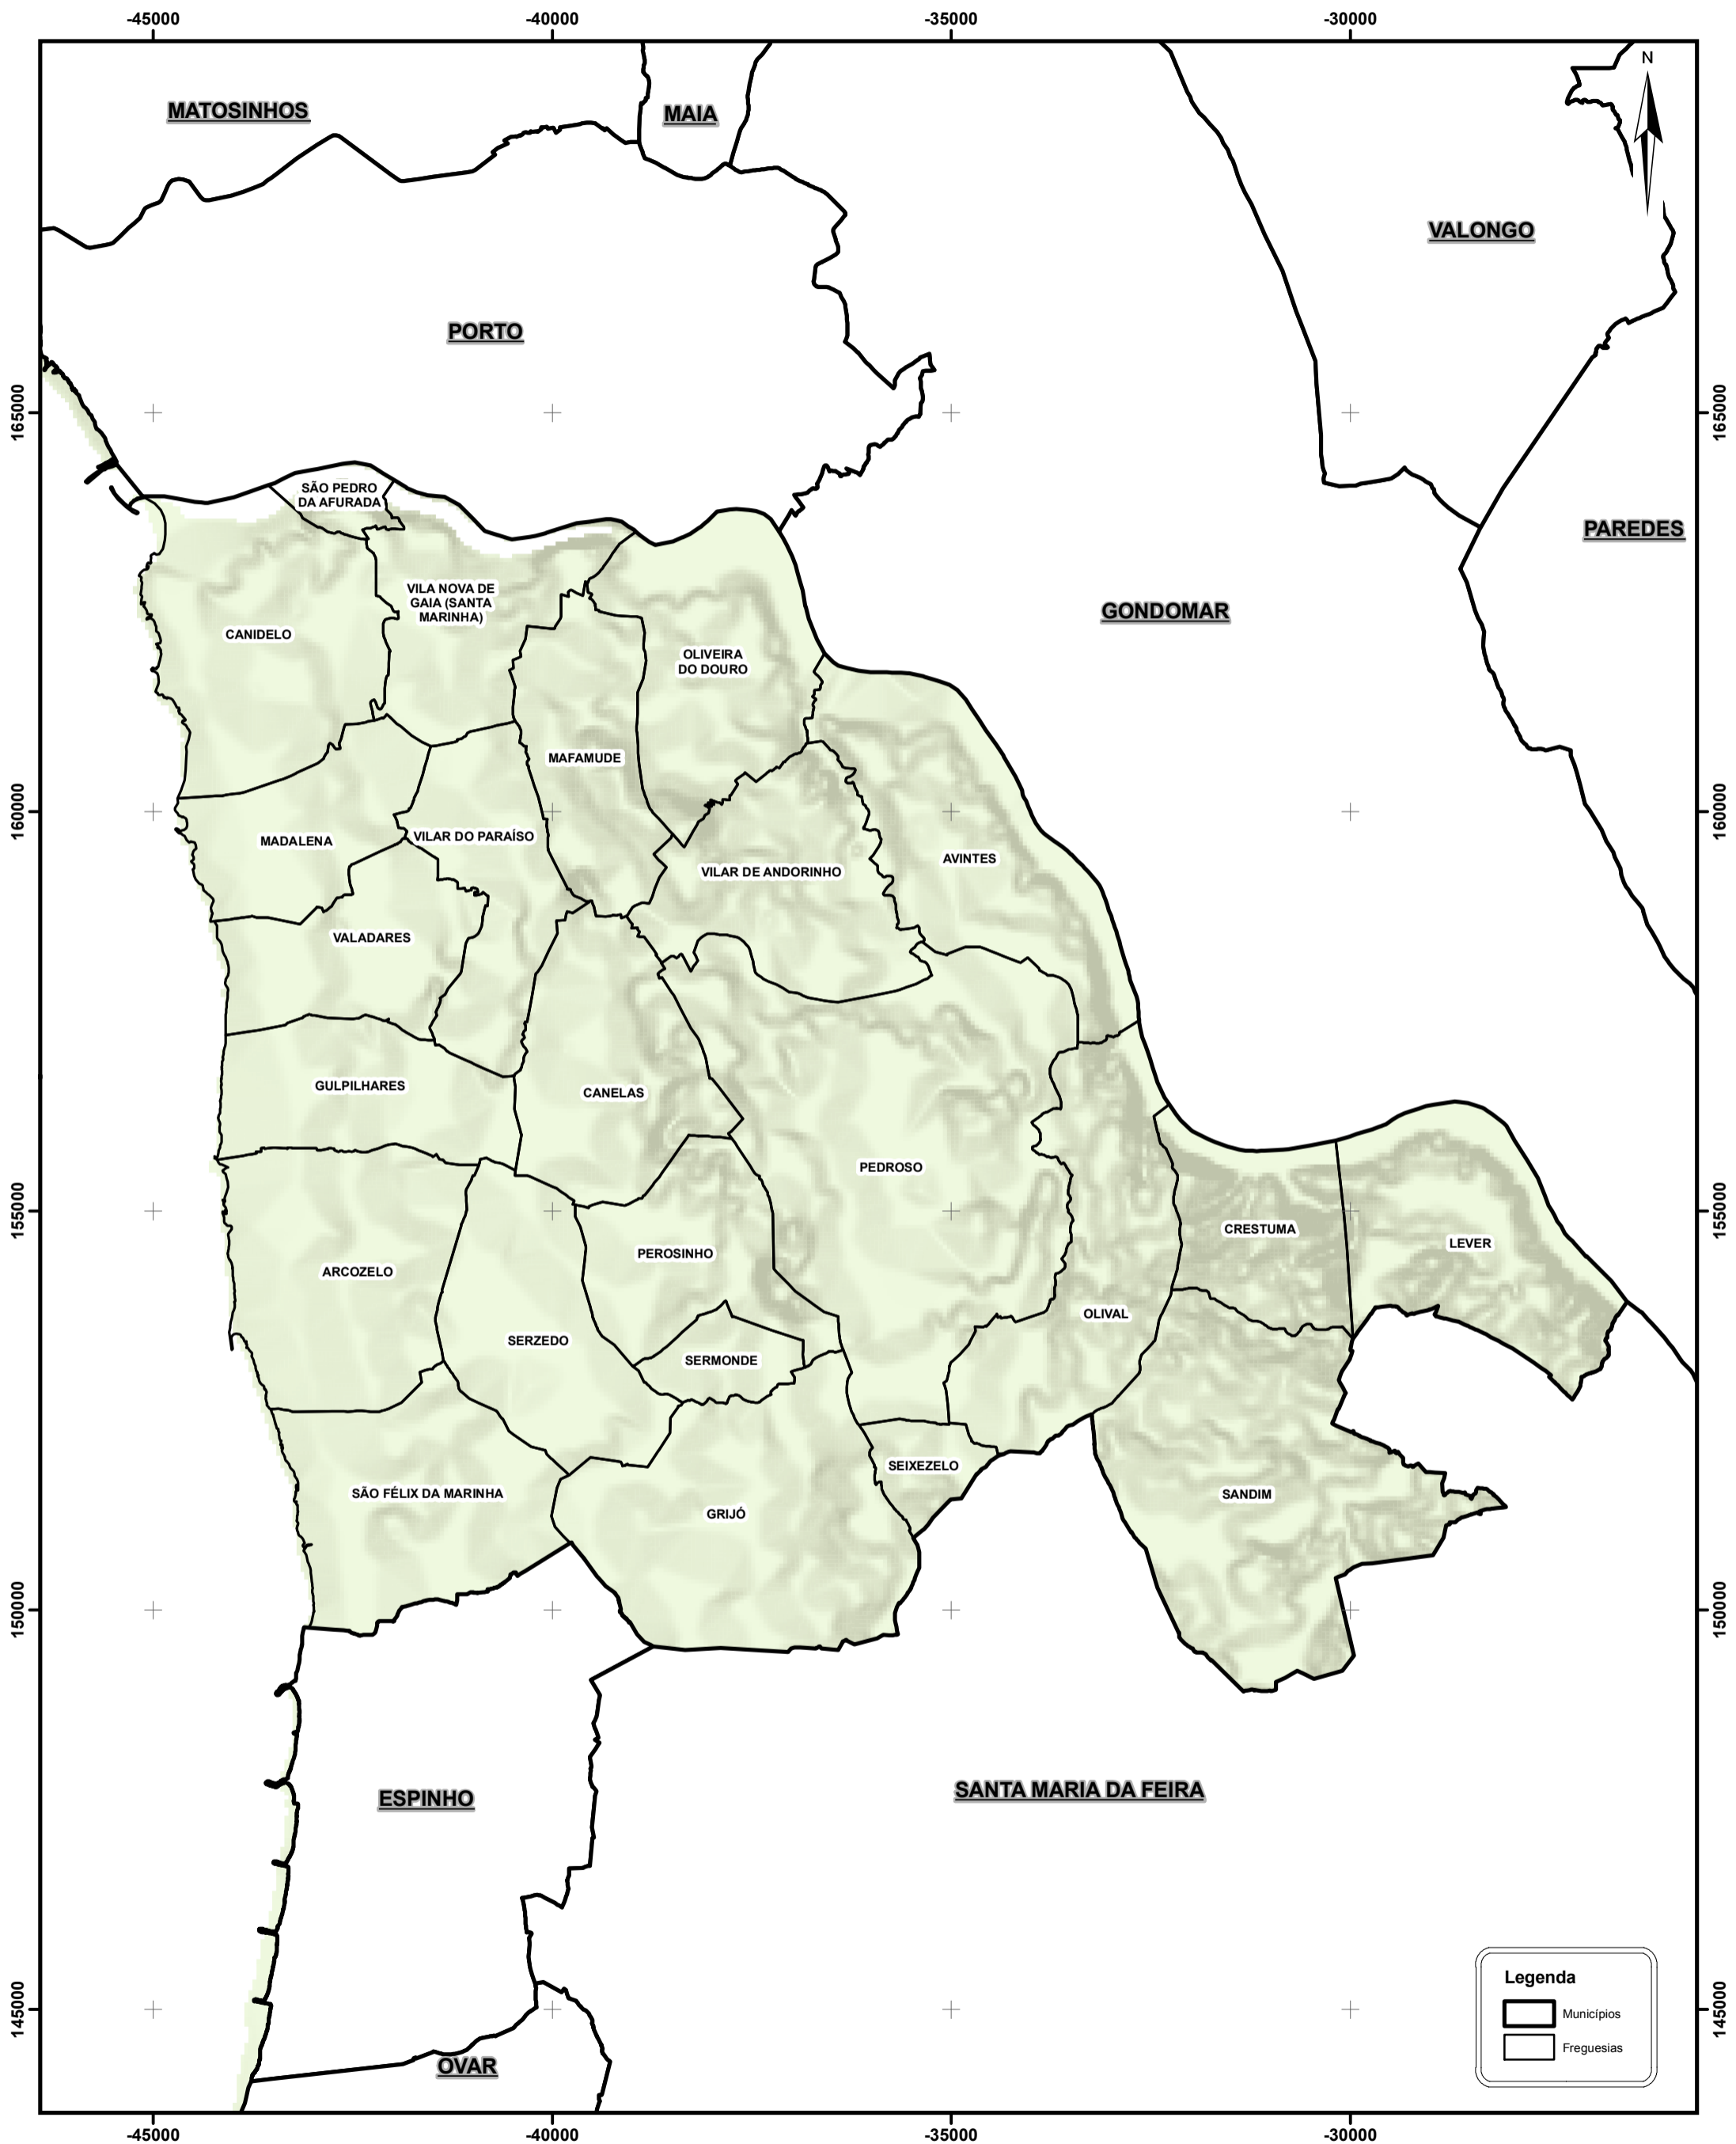 -45000
-40000
-35000
-30000
N
MATOSINHOS
MAIA
VALONGO
PORTO
165000
165000
SÃO PEDRO
DA AFURADA
PAREDES
VILA NOVA DE
GAIA (SANTA
MARINHA)
GONDOMAR
CANIDELO
OLIVEIRA
DO DOURO
MAFAMUDE
160000
160000
MADALENA
VILAR DO PARAÍSO
AVINTES
VILAR DE ANDORINHO
VALADARES
GULPILHARES
CANELAS
PEDROSO
155000
155000
CRESTUMA
LEVER
PEROSINHO
ARCOZELO
OLIVAL
SERZEDO
SERMONDE
SEIXEZELO
SÃO FÉLIX DA MARINHA
SANDIM
GRIJÓ
150000
150000
SANTA MARIA DA FEIRA
ESPINHO
Legenda
Municípios
Freguesias
145000
145000
OVAR
-45000
-40000
-35000
-30000